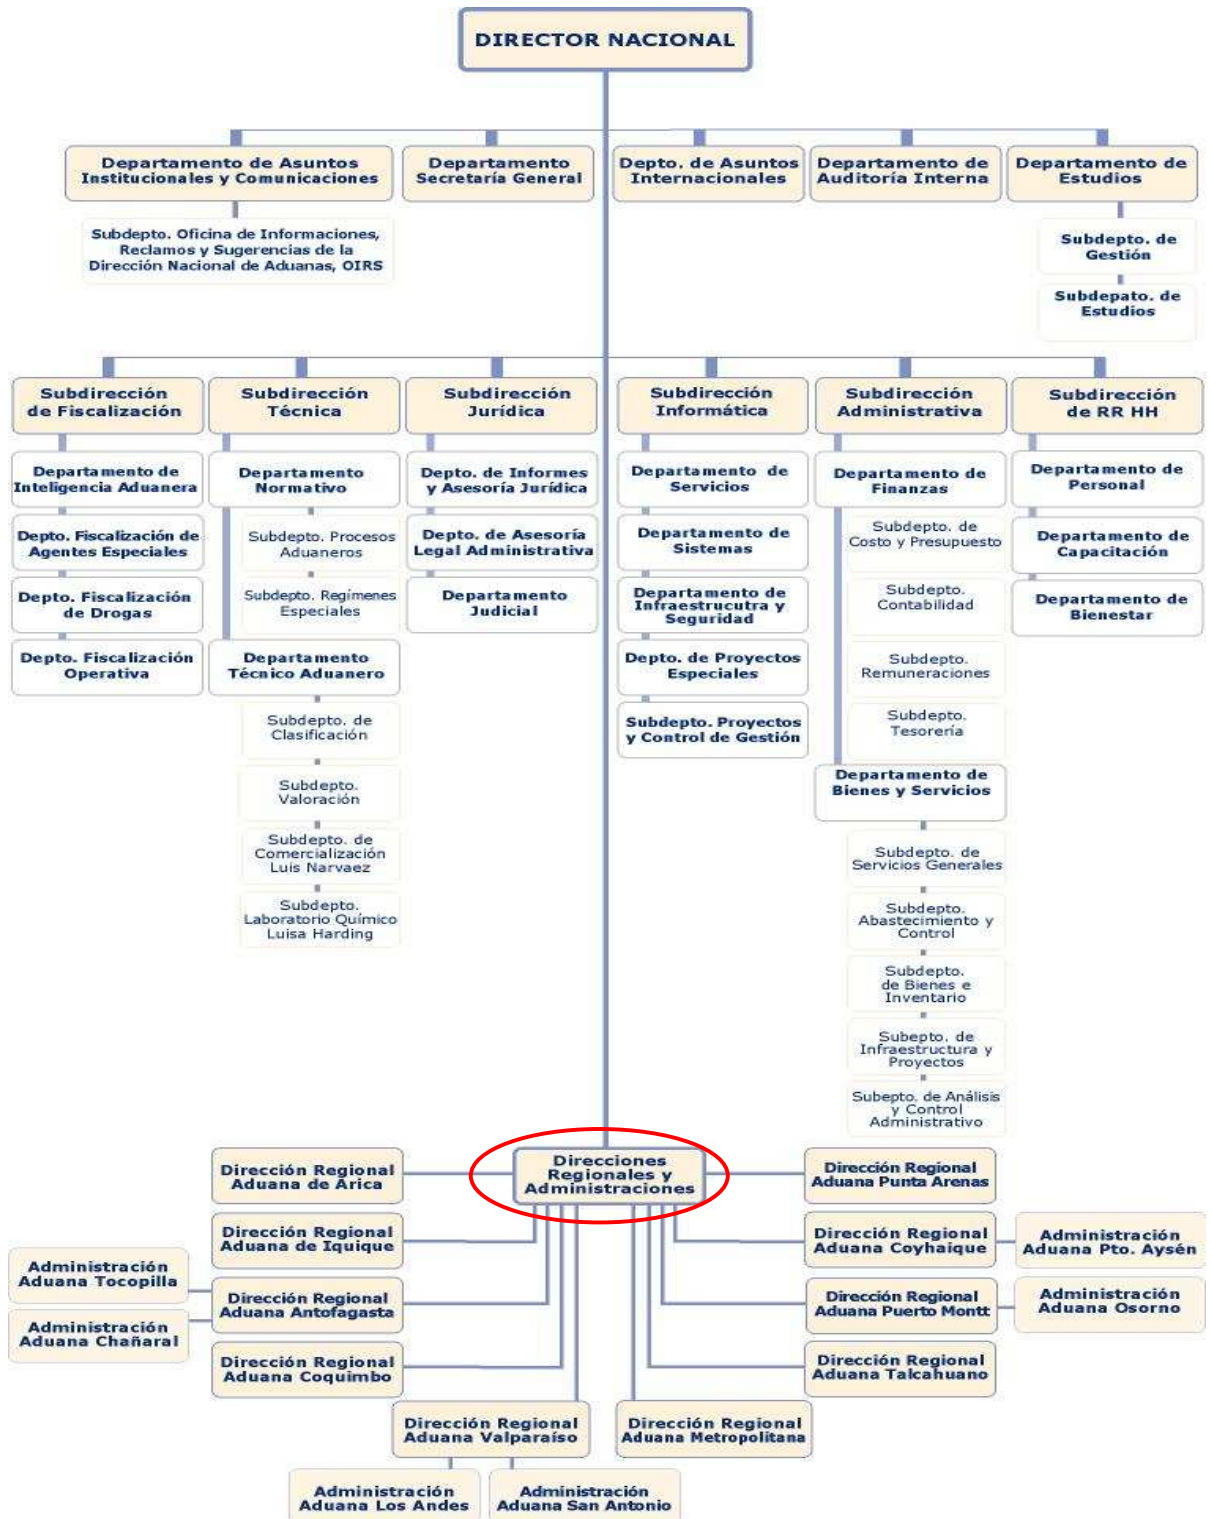 DIRECTOR NACIONAL
Departamento de Asuntos
Institucionales y Comunicaciones
Departamento
Secretaría General
Depto. de Asuntos
Internacionales
Departamento de
Auditoría Interna
Departamento de
Estudios
Subdepto. Oficina de Informaciones,
Reclamos y Sugerencias de la
Dirección Nacional de Aduanas, OIRS
Subdepto. de
Gestión
Subdepato. de
Estudios
Subdirección
de Fiscalización
Subdirección
Técnica
Subdirección
Jurídica
Subdirección
Informática
Subdirección
Administrativa
Subdirección
de RR HH
Departamento de
Inteligencia Aduanera
Depto. Fiscalización de
Agentes Especiales
Depto. Fiscalización
de Drogas
Depto. Fiscalización
Operativa
Departamento
Normativo
Subdepto. Procesos
Aduaneros
Subdepto. Regímenes
Especiales
Departamento
Técnico Aduanero
Subdepto. de
Clasificación
Subdepto.
Valoración
Subdepto. de
Comercialización
Luis Narvaez
Subdepto.
Laboratorio Químico
Luisa Harding
Depto. de Informes
y Asesoría Jurídica
Depto. de Asesoría
Legal Administrativa
Departamento
Judicial
Departamento de
Servicios
Departamento de
Sistemas
Departamento de
Infraestrucutra y
Seguridad
Depto. de Proyectos
Especiales
Subdepto. Proyectos
y Control de Gestión
Departamento de
Finanzas
Subdepto. de
Costo y Presupuesto
Subdepto.
Contabilidad
Subdepto.
Remuneraciones
Subdepto.
Tesorería
Departamento de
Bienes y Servicios
Subdepto. de
Servicios Generales
Subdepto.
Abastecimiento y
Control
Subdepto.
de Bienes e
Inventario
Subepto. de
Infraestructura y
Proyectos
Subepto. de Análisis
y Control
Administrativo
Departamento de
Personal
Departamento de
Capacitación
Departamento de
Bienestar
Direcciones
Regionales y
Administraciones
Dirección Regional
Aduana de Arica
Dirección Regional
Aduana de Iquique
Administración
Aduana Tocopilla
Administración
Aduana Chañaral
Dirección Regional
Aduana Antofagasta
Dirección Regional
Aduana Coquimbo
Dirección Regional
Aduana Valparaíso
Administración
Aduana Los Andes
Administración
Aduana San Antonio
Dirección Regional
Aduana Punta Arenas
Dirección Regional
Aduana Coyhaique
Administración
Aduana Pto. Aysén
Dirección Regional
Aduana Puerto Montt
Administración
Aduana Osorno
Dirección Regional
Aduana Talcahuano
Dirección Regional
Aduana Metropolitana